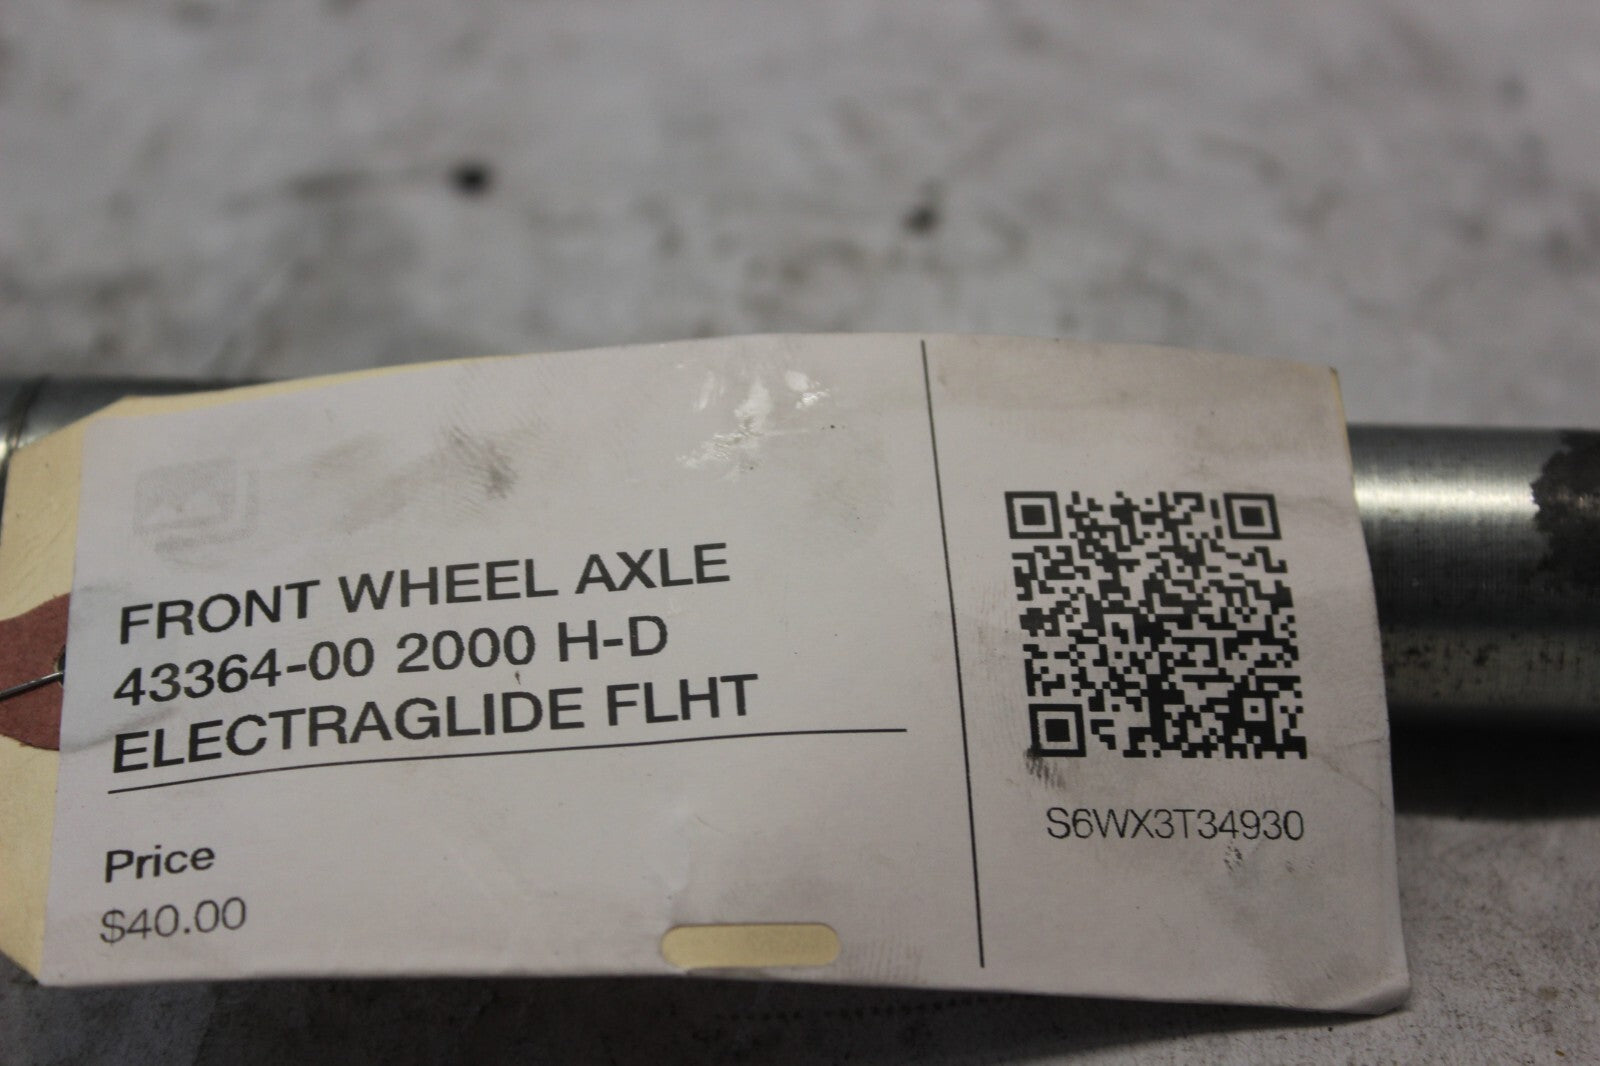 FRONT WHEEL AXLE
43364-00 2000 H-D
ELECTRAGLIDE FLHT
Price
$40.00
S6WX3T34930